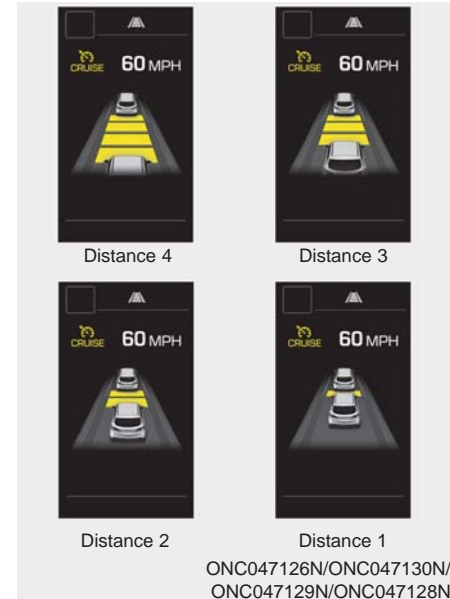 CRUISE 60 MPH
CRUISE 60 MPH
Distance 4
Distance 3
CRUISE 60 MPH
CRUISE 60 MPH
Distance 2
Distance 1
ONC047126N/ONC047130N/
ONC047129N/ONC047128N